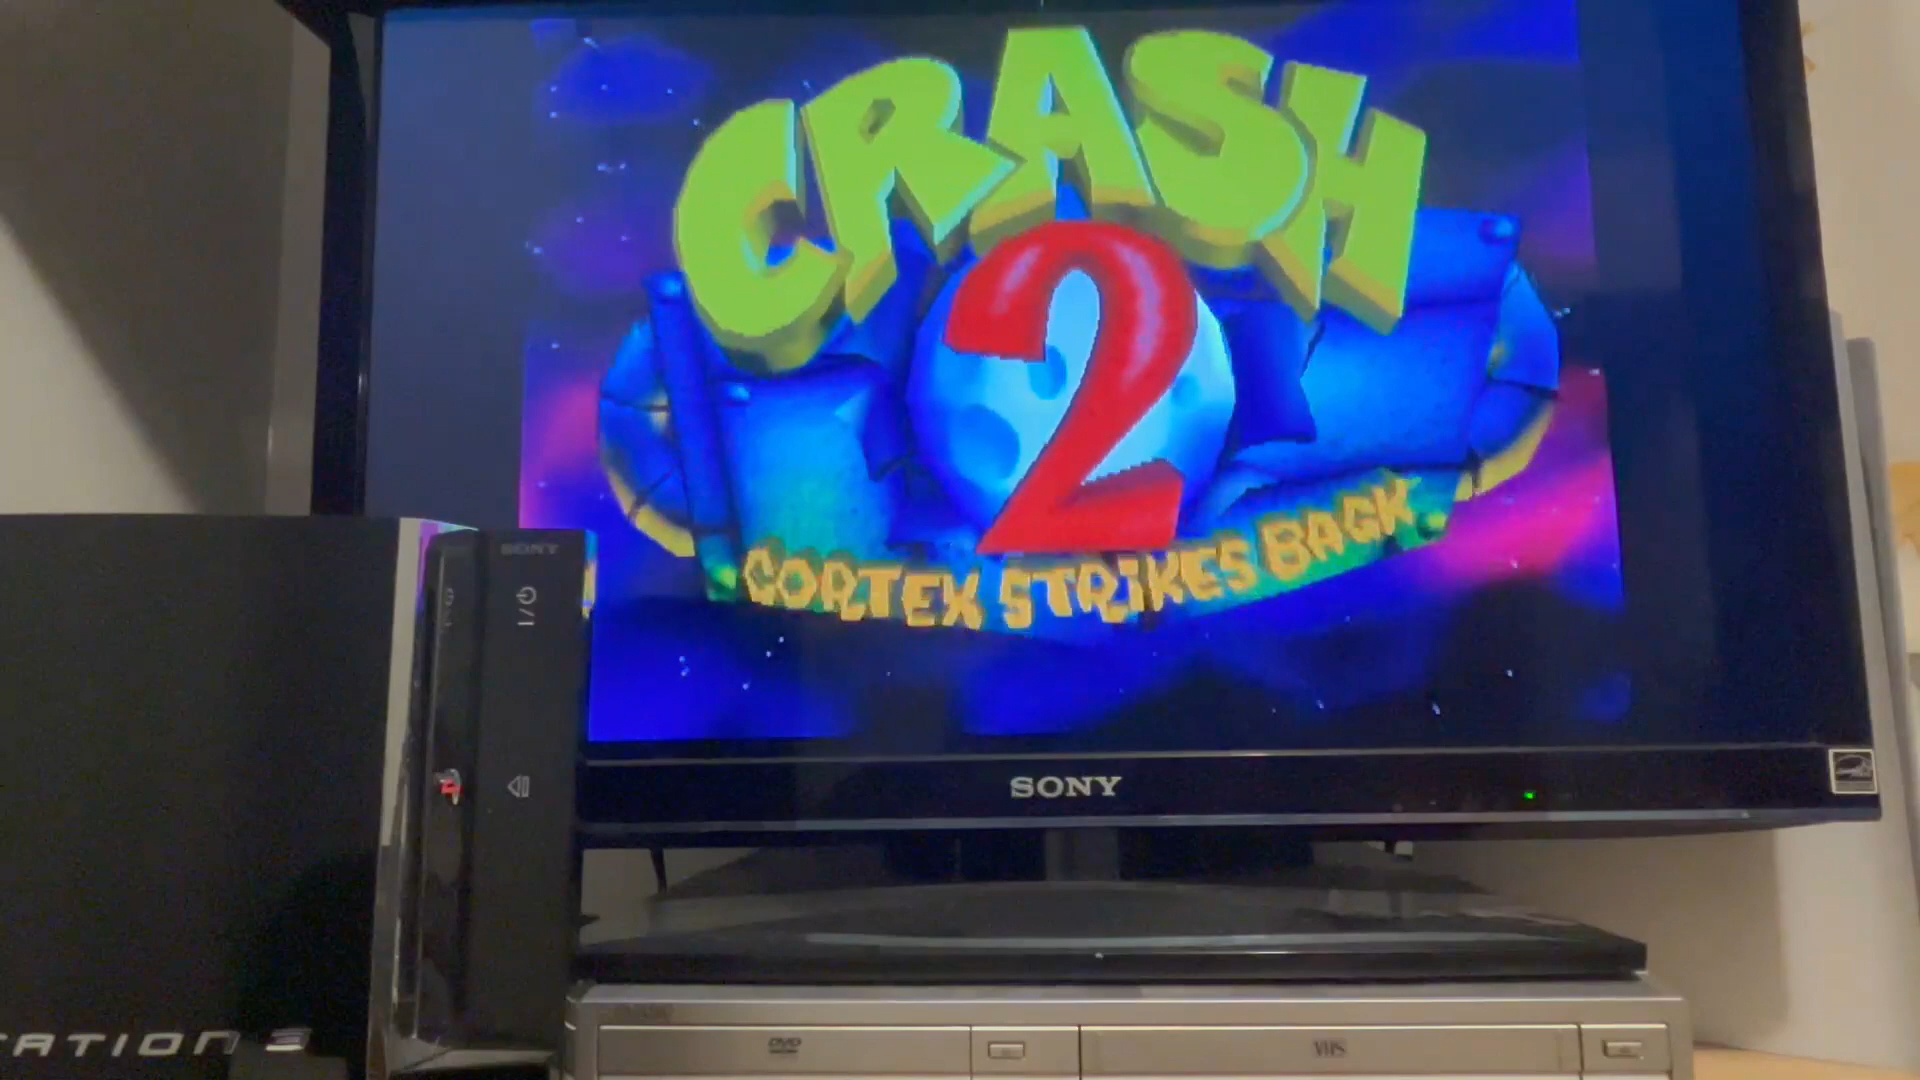 CRASH
2
CORTEX STRIKES BACK
SONY
SONY
DVD
VHS